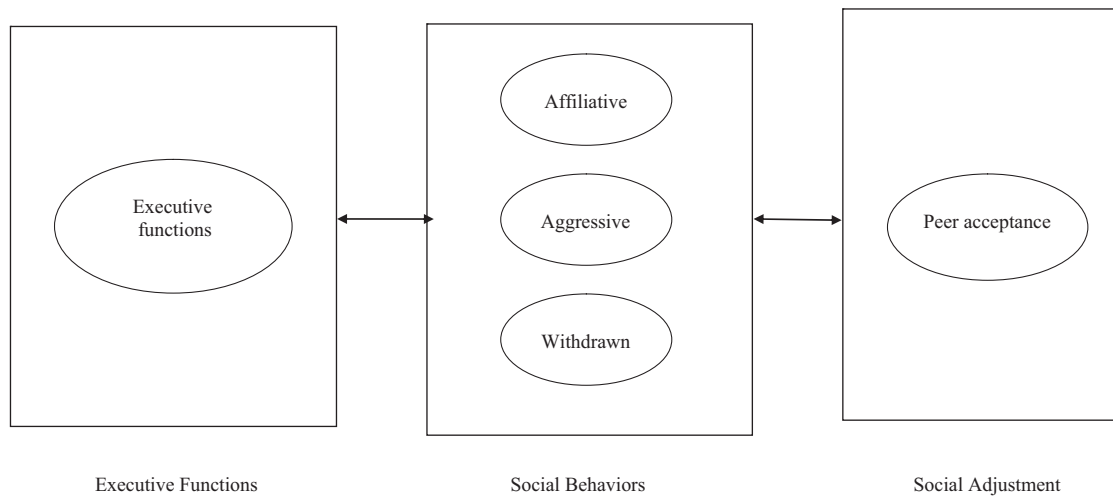 Executive
functions
Affiliative
Aggressive
Withdrawn
Peer acceptance
Executive Functions
Social Behaviors
Social Adjustment